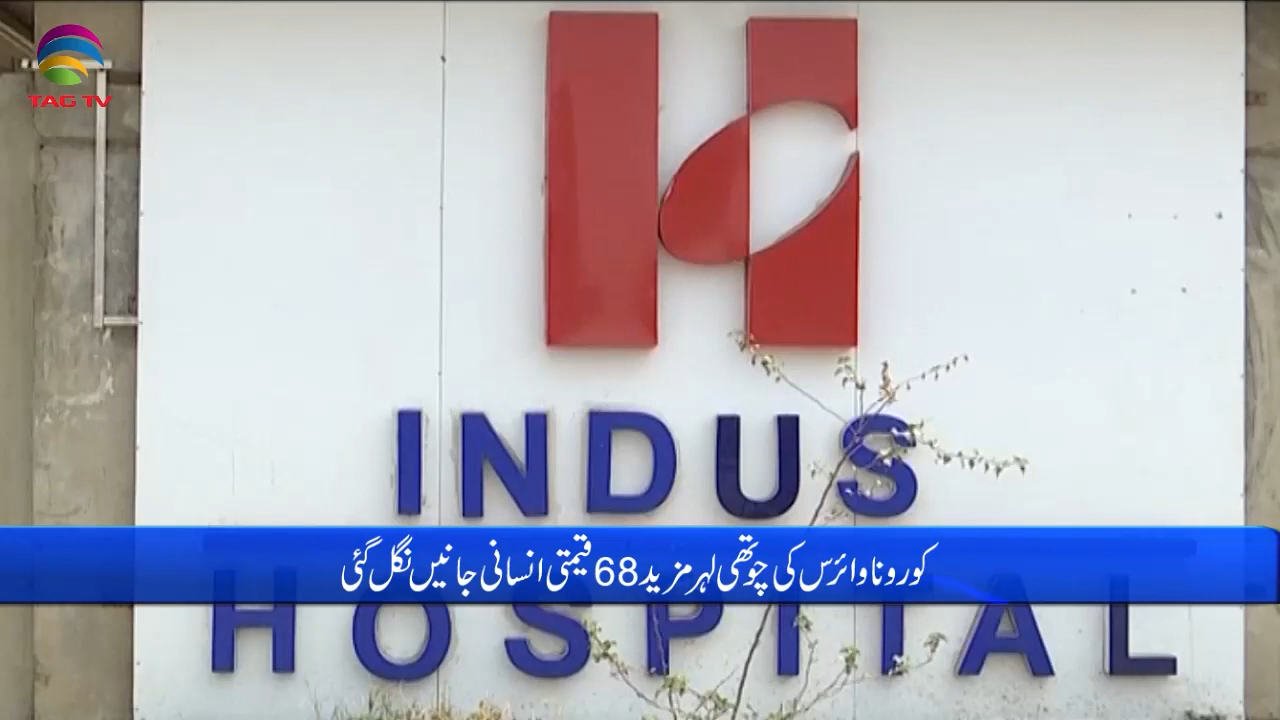 TAG TV
INDUS
کورونا وائرس کی چوتھی لہر مزید 68 قیمتی انسانی جانیں نگل گئی
HOSPITAL